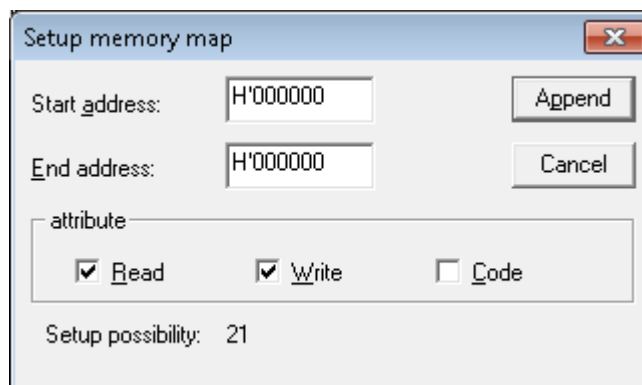 Setup memory map
Start address: H'000000 Append
End address: H'000000 Cancel
attribute
Read Write Code
Setup possibility: 21